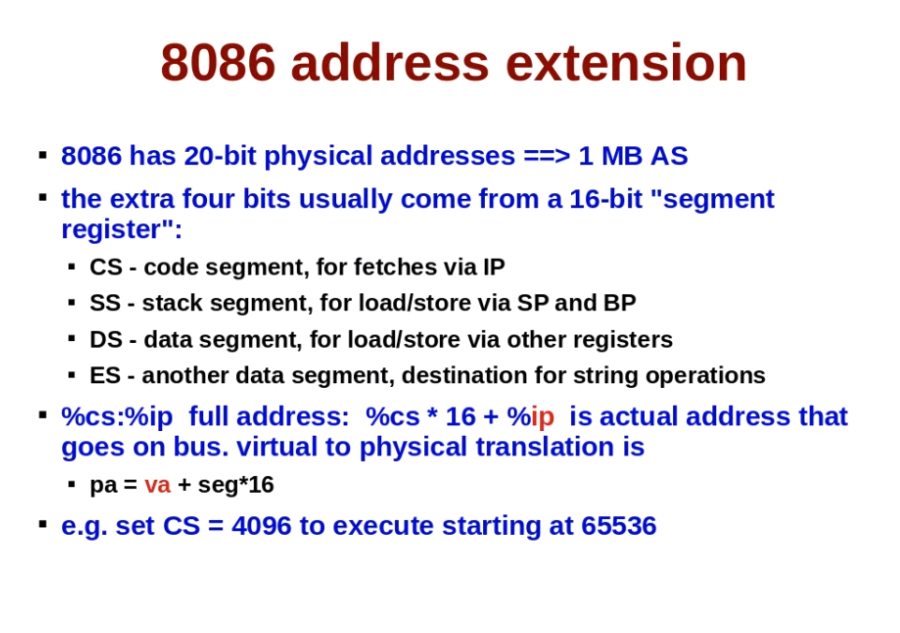 8086 address extension
▪ 8086 has 20-bit physical addresses ==> 1 MB AS
▪ the extra four bits usually come from a 16-bit "segment
register":
▪ CS - code segment, for fetches via IP
▪ SS - stack segment, for load/store via SP and BP
▪ DS - data segment, for load/store via other registers
▪ ES - another data segment, destination for string operations
▪ %cs:%ip  full address:  %cs * 16 + %ip  is actual address that
goes on bus. virtual to physical translation is
▪ pa = va + seg*16
▪ e.g. set CS = 4096 to execute starting at 65536